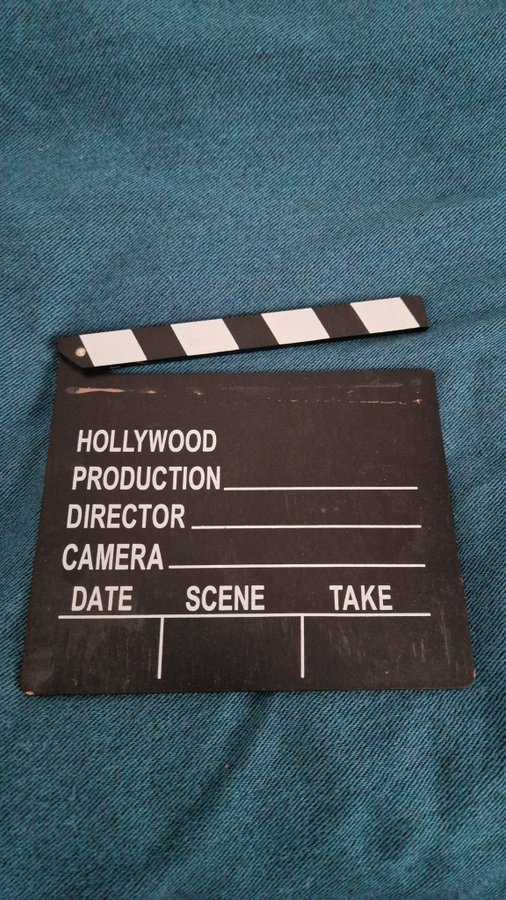 HOLLYWOOD
PRODUCTION
DIRECTOR
CAMERA
DATE SCENE TAKE